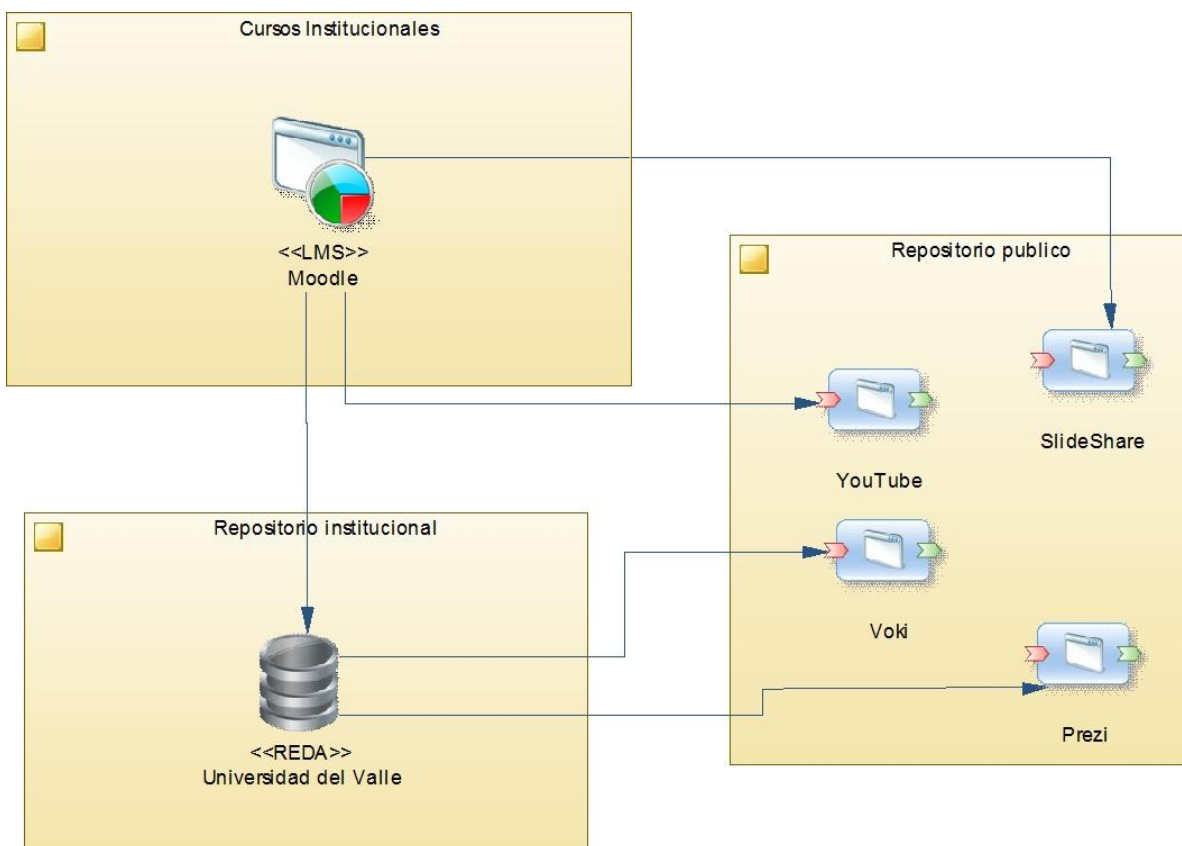 Cursos Institucionales
<<LMS>>
Moodle
Repositorio publico
SlideShare
YouTube
Voki
Prezi
Repositorio institucional
<<REDA>>
Universidad del Valle